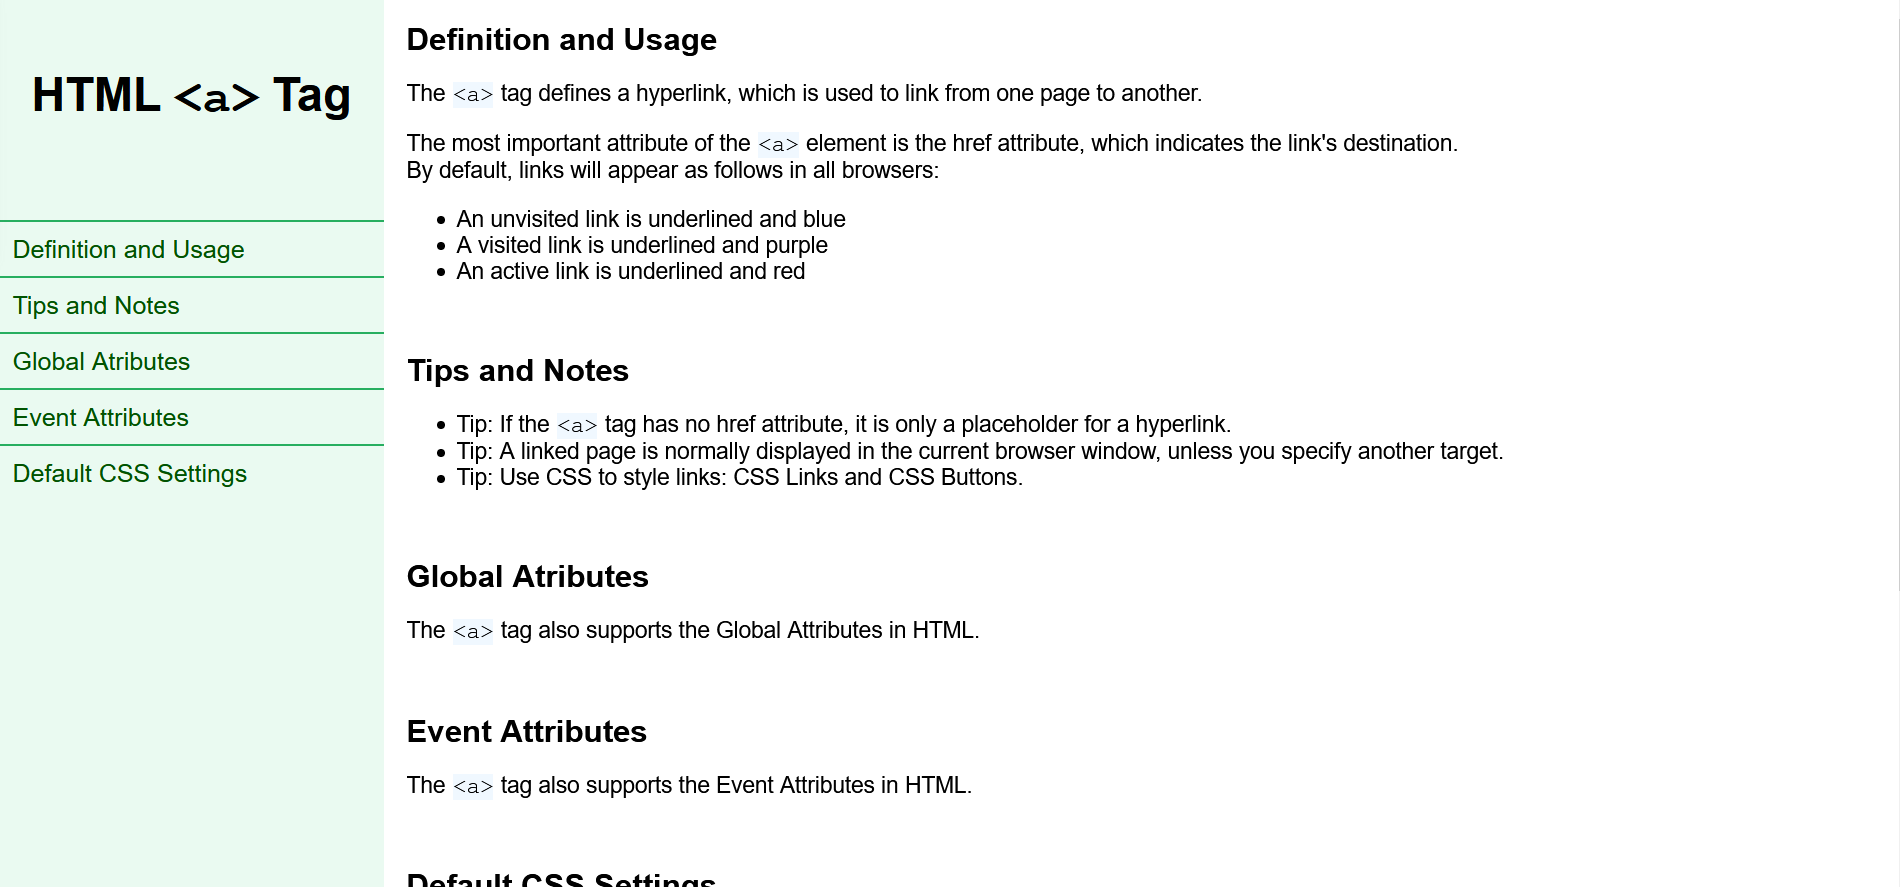 HTML <a> Tag
Definition and Usage
Tips and Notes
Global Atributes
Event Attributes
Default CSS Settings
Definition and Usage
The <a> tag defines a hyperlink, which is used to link from one page to another.
The most important attribute of the <a> element is the href attribute, which indicates the link's destination.
By default, links will appear as follows in all browsers:
• An unvisited link is underlined and blue
• A visited link is underlined and purple
• An active link is underlined and red
Tips and Notes
• Tip: If the <a> tag has no href attribute, it is only a placeholder for a hyperlink.
• Tip: A linked page is normally displayed in the current browser window, unless you specify another target.
• Tip: Use CSS to style links: CSS Links and CSS Buttons.
Global Atributes
The <a> tag also supports the Global Attributes in HTML.
Event Attributes
The <a> tag also supports the Event Attributes in HTML.
Default CSS Settings